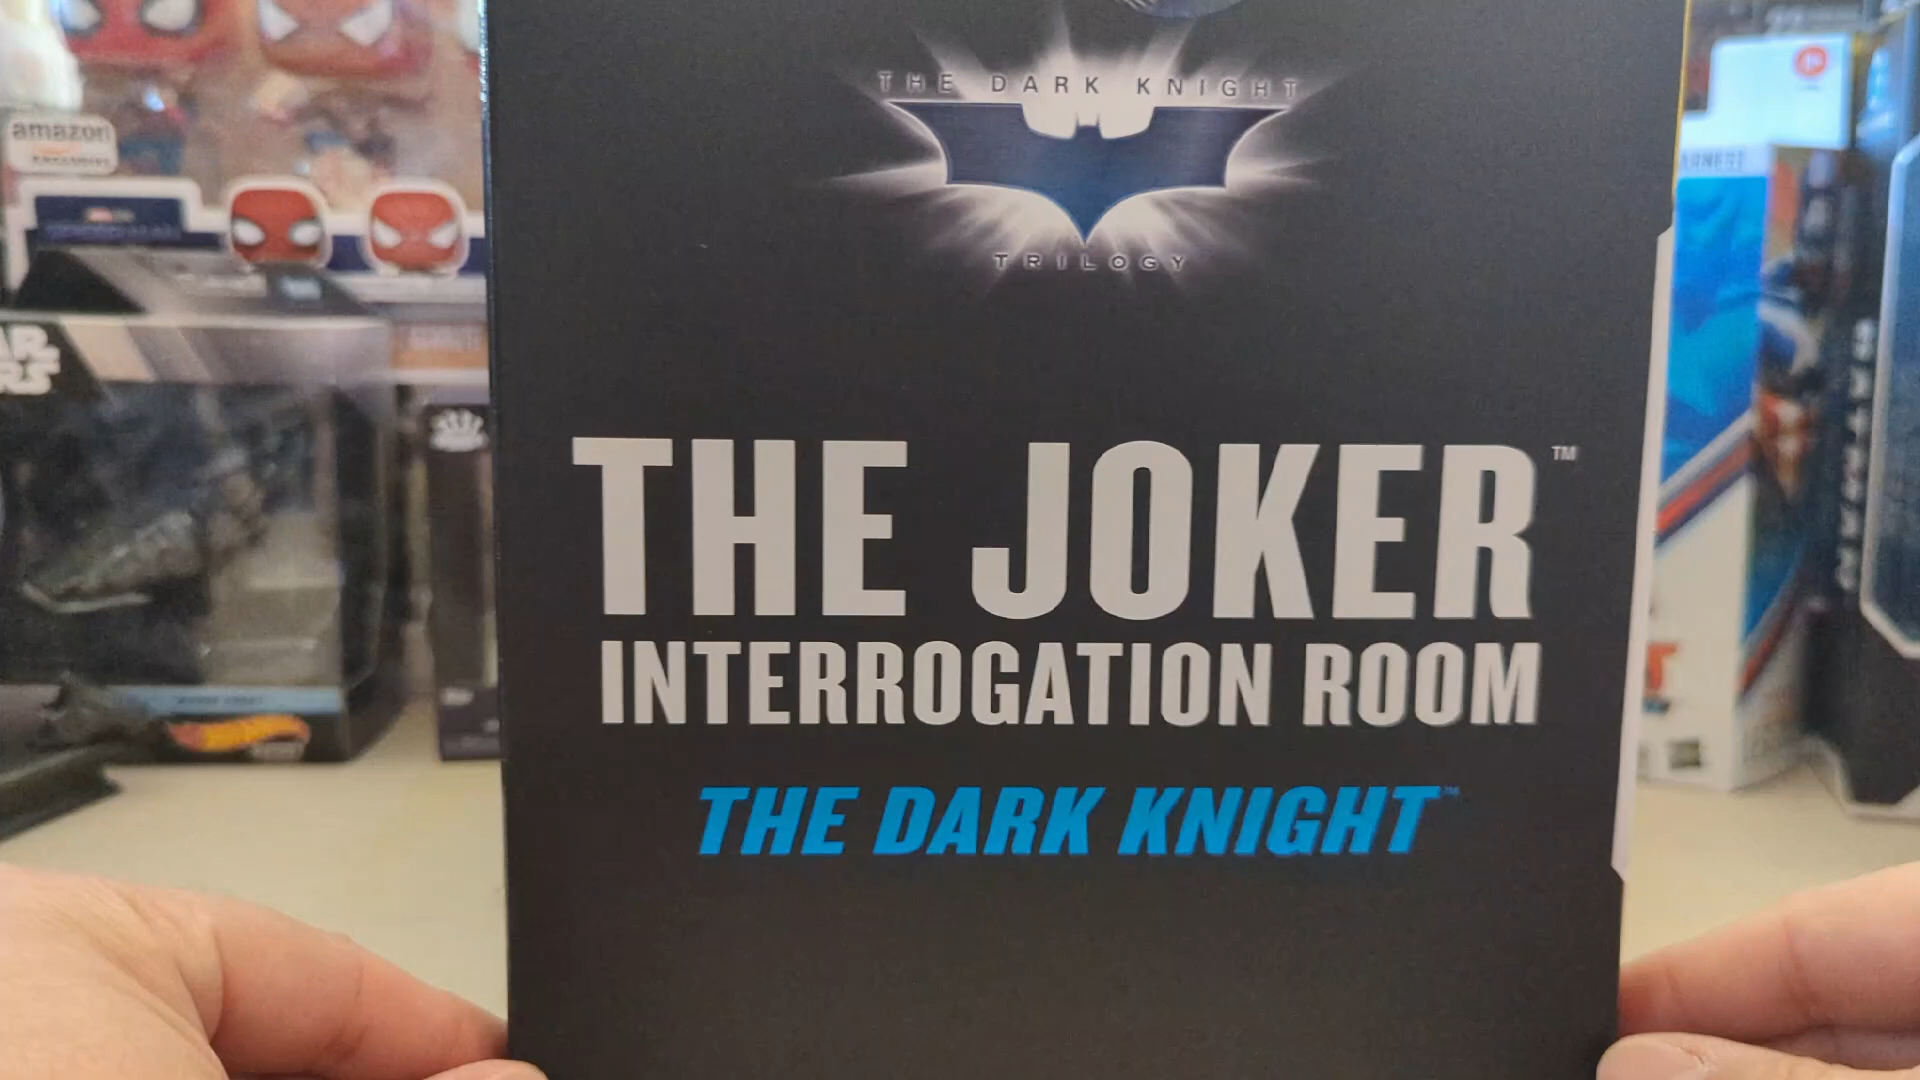 THE DARK KNIGHT
TRILOGY
THE JOKER™
INTERROGATION ROOM
THE DARK KNIGHT™
amazon